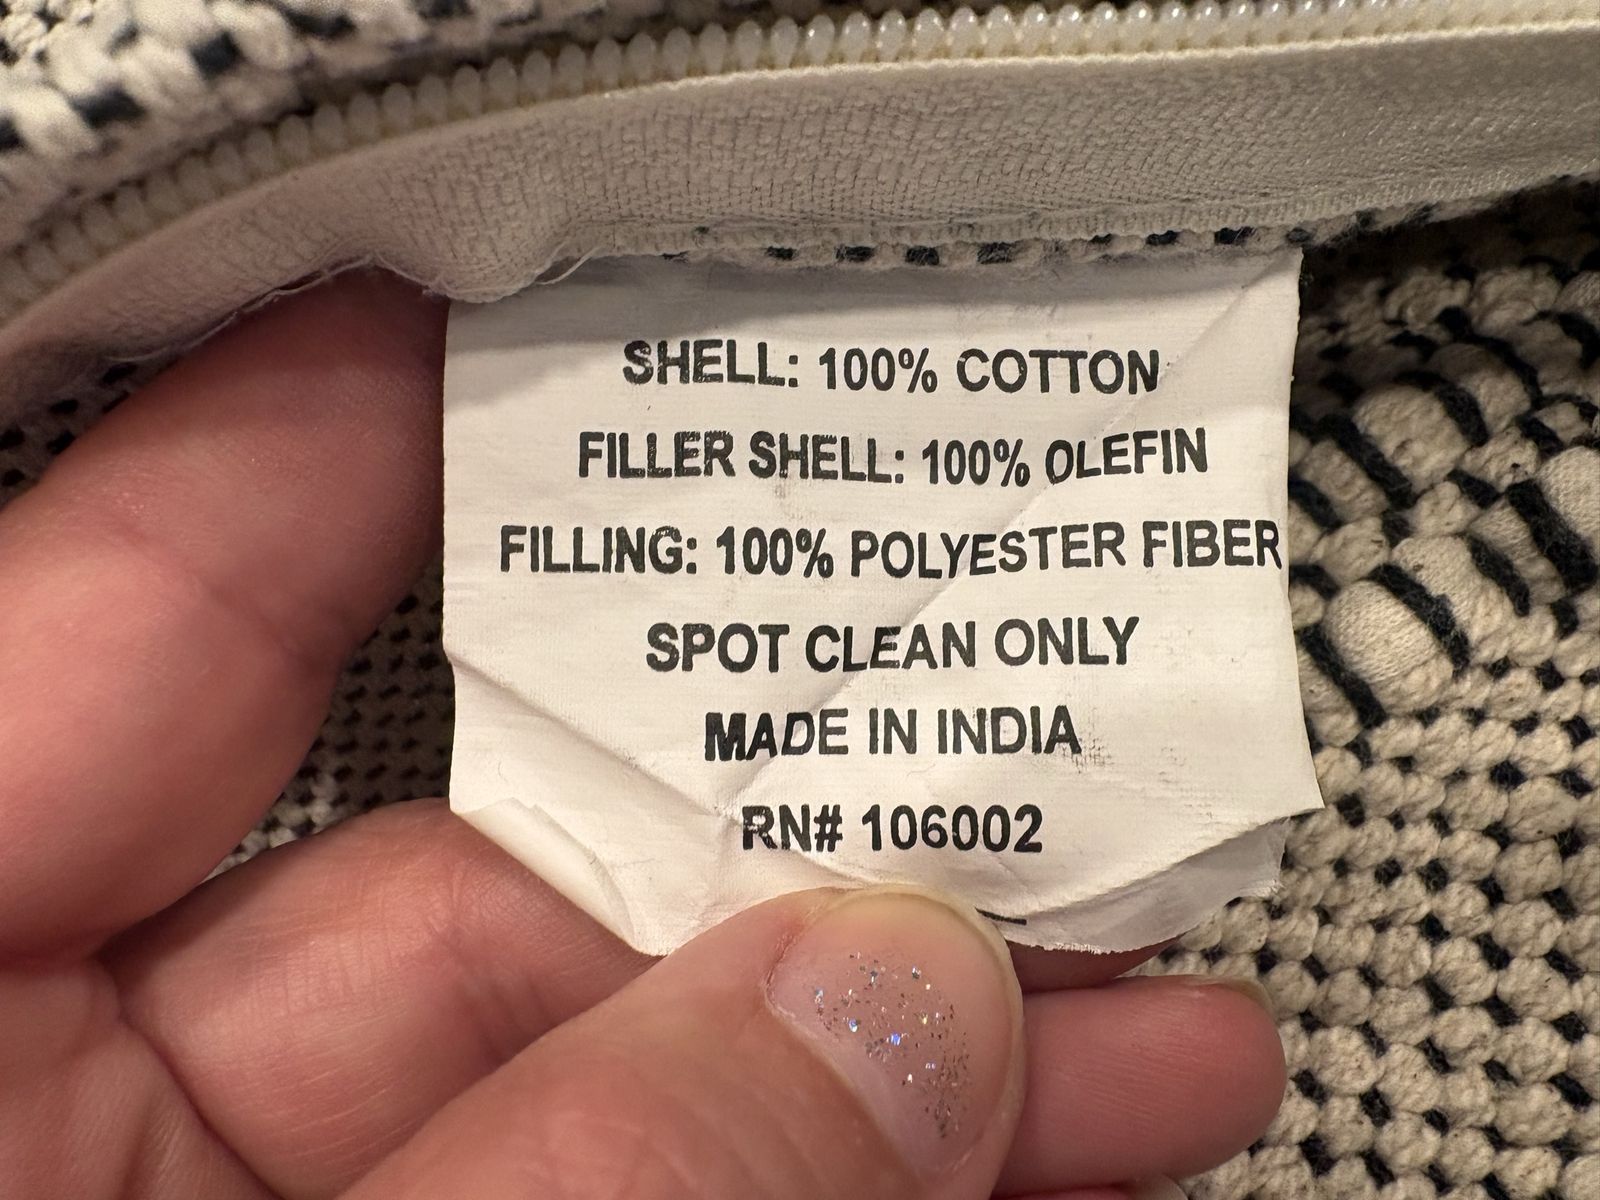 SHELL: 100% COTTON
FILLER SHELL: 100% OLEFIN
FILLING: 100% POLYESTER FIBER
SPOT CLEAN ONLY
MADE IN INDIA
RN# 106002